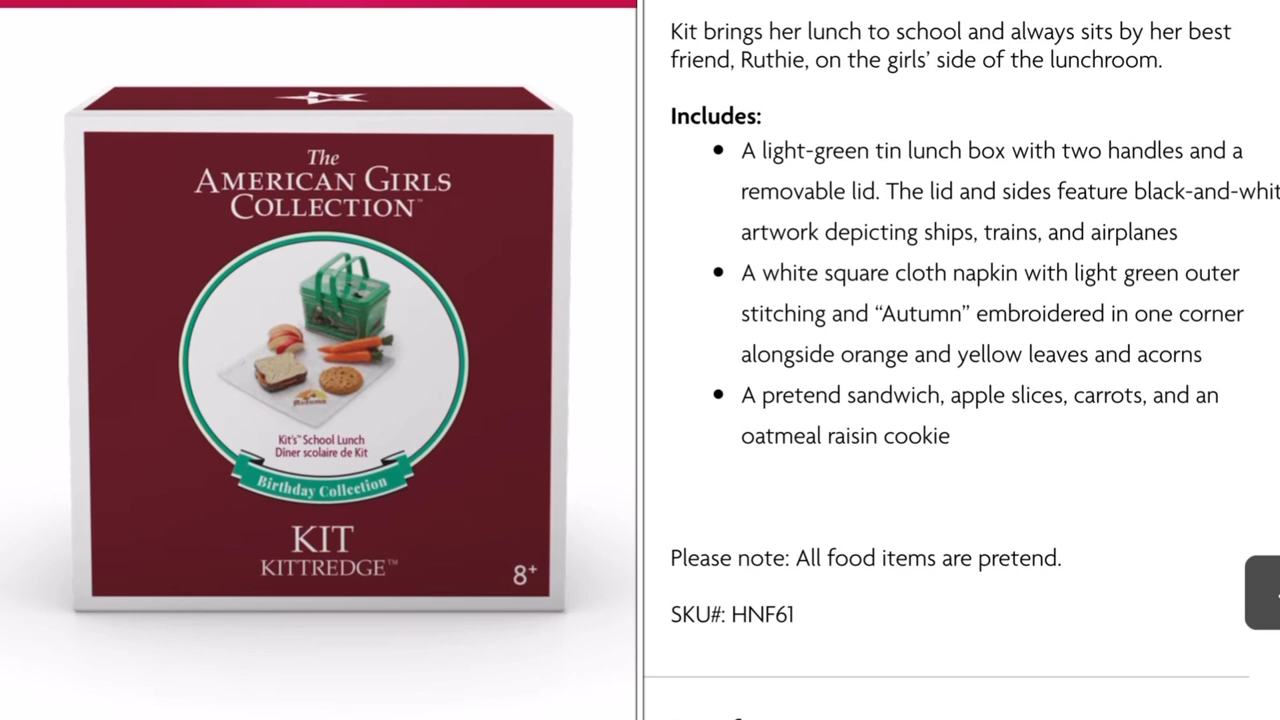 The
AMERICAN GIRLS
COLLECTION™
Kit's™ School Lunch
Dîner scolaire de Kit
Birthday Collection
KIT
KITTREDGE™
8+
Kit brings her lunch to school and always sits by her best
friend, Ruthie, on the girls’ side of the lunchroom.
Includes:
• A light-green tin lunch box with two handles and a
removable lid. The lid and sides feature black-and-whit
artwork depicting ships, trains, and airplanes
• A white square cloth napkin with light green outer
stitching and “Autumn” embroidered in one corner
alongside orange and yellow leaves and acorns
• A pretend sandwich, apple slices, carrots, and an
oatmeal raisin cookie
Please note: All food items are pretend.
SKU#: HNF61